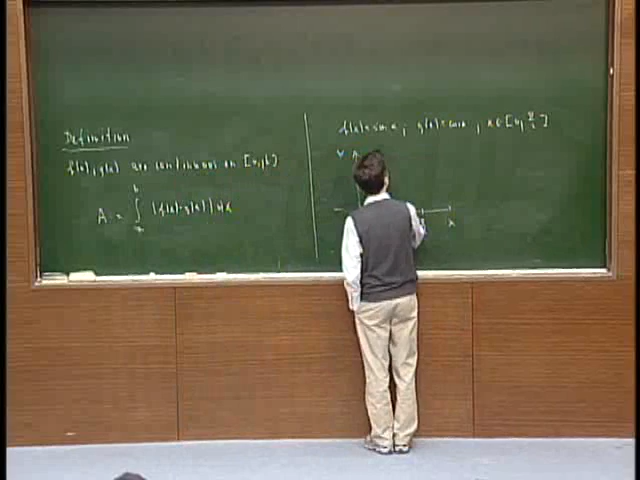 Definition
f(x), g(x) are continuous on [a,b]
b
A = ∫ |f(x)-g(x)| dx
a
f(x)=sin x, g(x)=cos x, x∈[0, π/2]
y
x